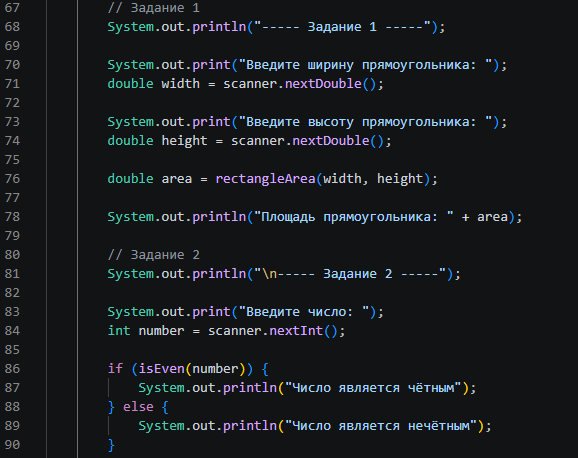 67 // Задание 1
68 System.out.println("----- Задание 1 -----");
69
70 System.out.print("Введите ширину прямоугольника: ");
71 double width = scanner.nextDouble();
72
73 System.out.print("Введите высоту прямоугольника: ");
74 double height = scanner.nextDouble();
75
76 double area = rectangleArea(width, height);
77
78 System.out.println("Площадь прямоугольника: " + area);
79
80 // Задание 2
81 System.out.println("\n----- Задание 2 -----");
82
83 System.out.print("Введите число: ");
84 int number = scanner.nextInt();
85
86 if (isEven(number)) {
87 System.out.println("Число является чётным");
88 } else {
89 System.out.println("Число является нечётным");
90 }